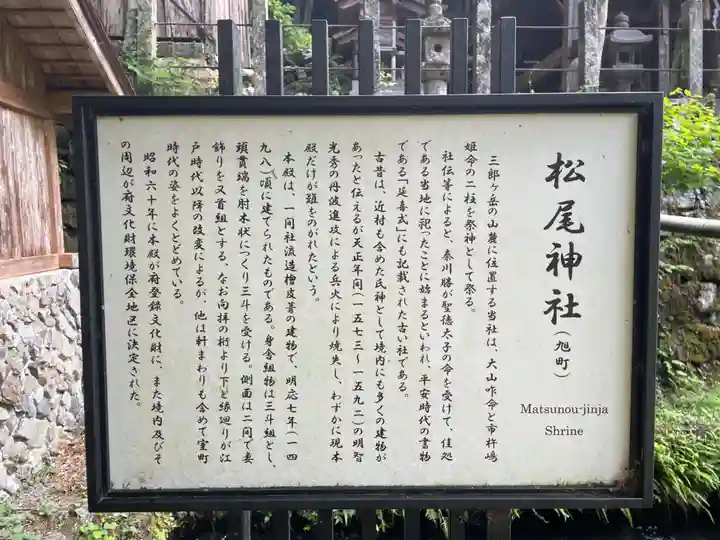 松尾神社
(旭町)
Matsunou-jinja
Shrine
三郎ヶ岳の山麓に位置する当社は、大山咋命と市杵嶋
姫命の二柱を祭神として祭る。
社伝等によると、秦川勝が聖徳太子の命を受けて、佳処
である当地に祀ったことに始まるといわれ、平安時代の書物
である「延喜式」にも記載された古い社である。
古昔は、近村も含めた氏神として境内にも多くの建物が
あったと伝えるが天正年間(一五七三~一五九二)の明智
光秀の丹波進攻による兵火により焼失し、わずかに現本
殿だけが難をのがれたという。
本殿は、一間社流造檜皮葺の建物で、明応七年(一四
九八)頃に建てられたものである。身舎組物は三斗組とし、
頭貫端を肘木状につくり三斗を受ける。側面は二間で妻
飾りを叉首組とする。なお向拝の桁より下と縁廻りが江
戸時代以降の改変によるが、他は軒まわりも含めて室町
時代の姿をよくとどめている。
昭和六十年に本殿が府登録文化財に、また境内及びそ
の周辺が府文化財環境保全地区に決定された。